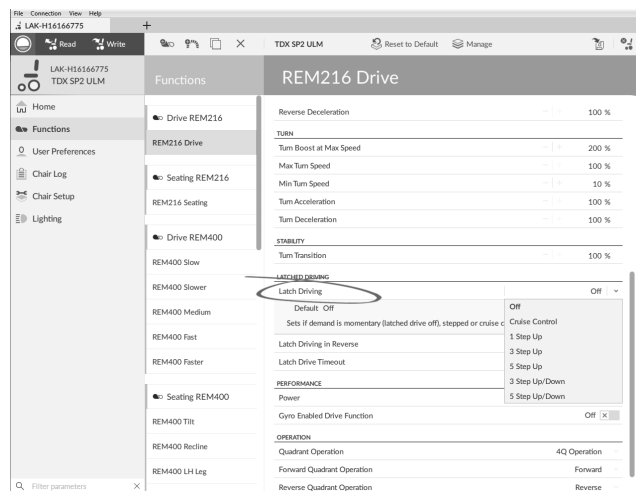 File Connection View Help
LAK-H16166775 +
Read Write TDX SP2 ULM Reset to Default Manage
LAK-H16166775
TDX SP2 ULM
Functions
REM216 Drive
Home
Functions
User Preferences
Chair Log
Chair Setup
Lighting
Filter parameters
Drive REM216
REM216 Drive
Seating REM216
REM216 Seating
Drive REM400
REM400 Slow
REM400 Slower
REM400 Medium
REM400 Fast
REM400 Faster
Seating REM400
REM400 Tilt
REM400 Recline
REM400 LH Leg
Reverse Deceleration 100 %
TURN
Turn Boost at Max Speed 200 %
Max Turn Speed 100 %
Min Turn Speed 10 %
Turn Acceleration 100 %
Turn Deceleration 100 %
STABILITY
Turn Transition 100 %
LATCHED DRIVING
Latch Driving Off
Default Off
Sets if demand is momentary (latched drive off), stepped or cruise c
Off
Cruise Control
1 Step Up
3 Step Up
5 Step Up
3 Step Up/Down
5 Step Up/Down
Latch Driving in Reverse
Latch Drive Timeout
PERFORMANCE
Power
Gyro Enabled Drive Function Off
OPERATION
Quadrant Operation 4Q Operation
Forward Quadrant Operation Forward
Reverse Quadrant Operation Reverse